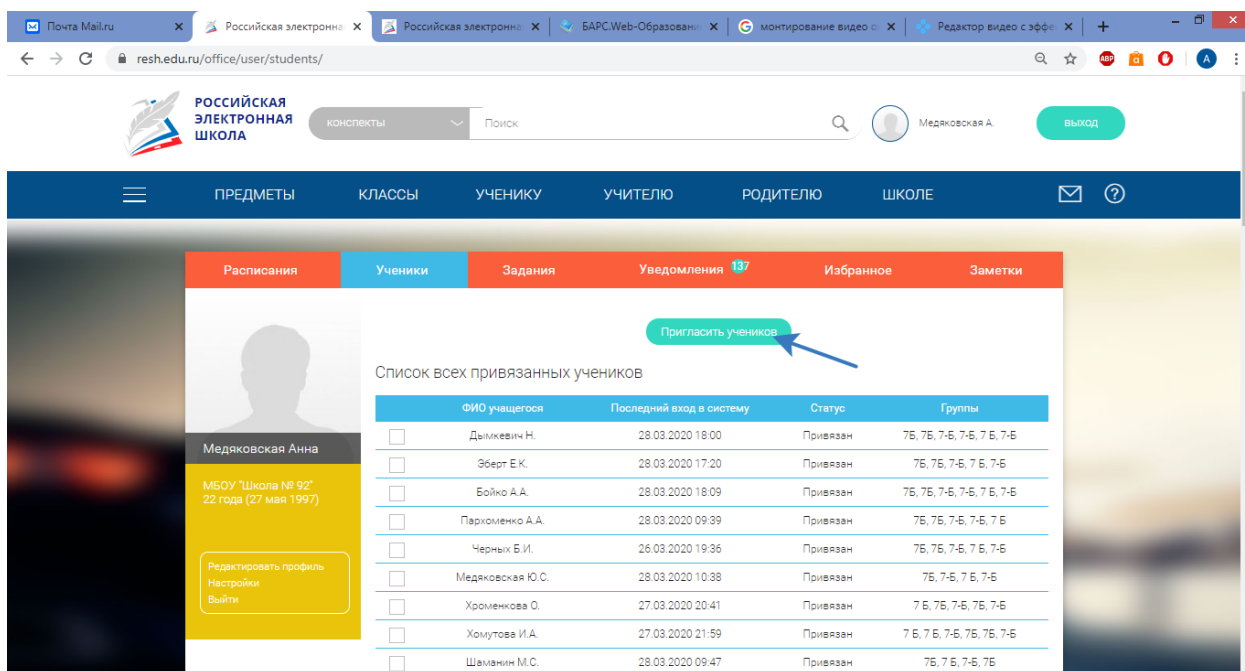 Почта Mail.ru
Российская электронна
Российская электронна
БАРС.Web-Образовани
монтирование видео о
Редактор видео с эффе
resh.edu.ru/office/user/students/
ABP
A
РОССИЙСКАЯ
ЭЛЕКТРОННАЯ
ШКОЛА
КОНСПЕКТЫ
Поиск
Медяковская А.
ВЫХОД
ПРЕДМЕТЫ
КЛАССЫ
УЧЕНИКУ
УЧИТЕЛЮ
РОДИТЕЛЮ
ШКОЛЕ
Расписания
Ученики
Задания
Уведомления 137
Избранное
Заметки
Пригласить учеников
Список всех привязанных учеников
Медяковская Анна
МБОУ "Школа № 92"
22 года (27 мая 1997)
Редактировать профиль
Настройки
Выйти
ФИО учащегося Последний вход в систему Статус Группы
Дымкевич Н. 28.03.2020 18:00 Привязан 7Б, 7Б, 7-Б, 7-Б, 7 Б, 7-Б
Эберт Е.К. 28.03.2020 17:20 Привязан 7Б, 7Б, 7-Б, 7 Б, 7-Б
Бойко А.А. 28.03.2020 18:09 Привязан 7Б, 7Б, 7-Б, 7-Б, 7 Б, 7-Б
Пархоменко А.А. 28.03.2020 09:39 Привязан 7Б, 7Б, 7-Б, 7-Б, 7 Б
Черных Б.И. 26.03.2020 19:36 Привязан 7Б, 7Б, 7-Б, 7 Б, 7-Б
Медяковская Ю.С. 28.03.2020 10:38 Привязан 7Б, 7-Б, 7 Б, 7-Б
Хроменкова О. 27.03.2020 20:41 Привязан 7 Б, 7Б, 7-Б, 7Б, 7-Б
Хомутова И.А. 27.03.2020 21:59 Привязан 7 Б, 7 Б, 7-Б, 7Б, 7Б, 7-Б
Шаманин М.С. 28.03.2020 09:47 Привязан 7Б, 7 Б, 7-Б, 7Б